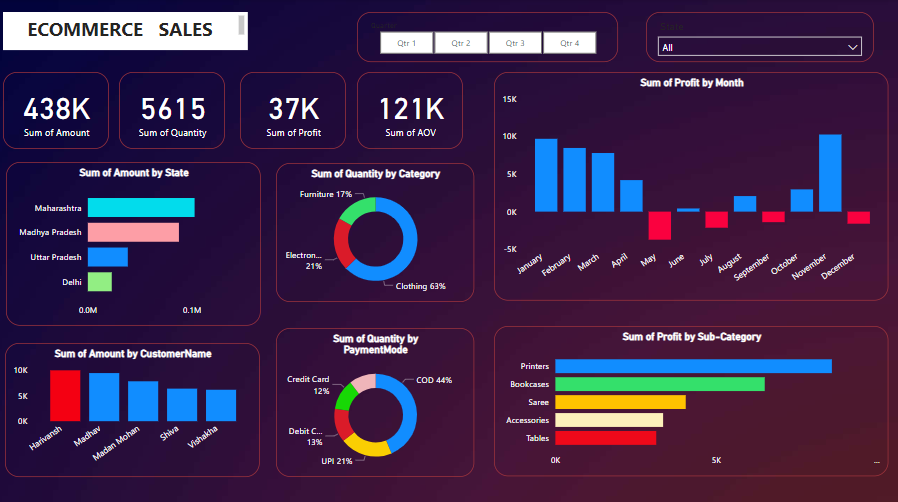 ECOMMERCE SALES
Qtr 1
Qtr 2
Qtr 3
Qtr 4
State
All
438K
Sum of Amount
5615
Sum of Quantity
37K
Sum of Profit
121K
Sum of AOV
Sum of Profit by Month
15K
10K
5K
0K
-5K
January
February
March
April
May
June
July
August
September
October
November
December
Sum of Amount by State
Maharashtra
Madhya Pradesh
Uttar Pradesh
Delhi
0.0M
0.1M
Sum of Quantity by Category
Furniture 17%
Electron...
21%
Clothing 63%
Sum of Amount by CustomerName
10K
5K
0K
Harivansh
Madhav
Madan Mohan
Shiva
Vishakha
Sum of Quantity by
PaymentMode
Credit Card
12%
COD 44%
Debit C...
13%
UPI 21%
Sum of Profit by Sub-Category
Printers
Bookcases
Saree
Accessories
Tables
0K
5K